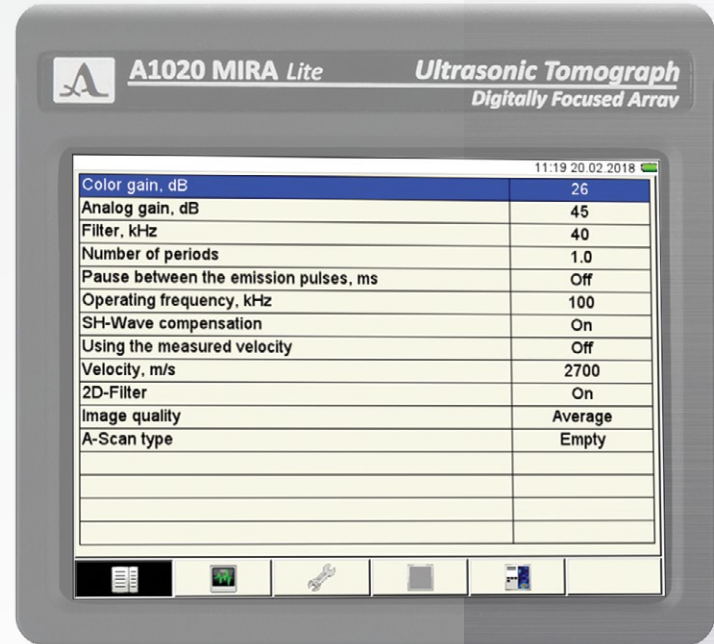 A1020 MIRA Lite
Ultrasonic Tomograph
Digitally Focused Array
11:19 20.02.2018
Color gain, dB 26
Analog gain, dB 45
Filter, kHz 40
Number of periods 1.0
Pause between the emission pulses, ms Off
Operating frequency, kHz 100
SH-Wave compensation On
Using the measured velocity Off
Velocity, m/s 2700
2D-Filter On
Image quality Average
A-Scan type Empty